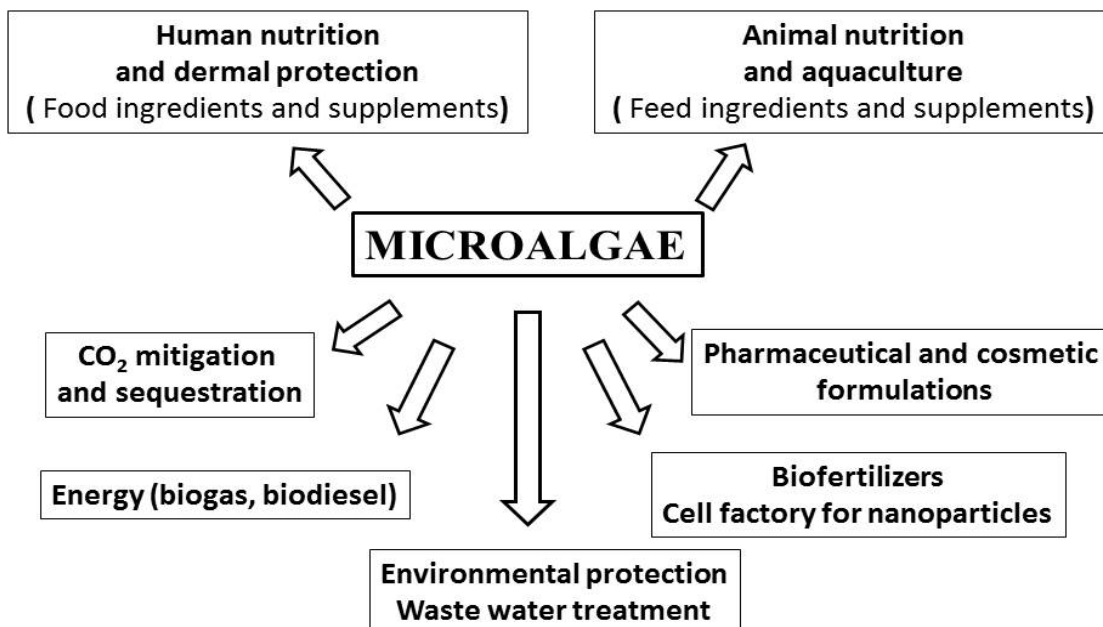 Human nutrition
and dermal protection
( Food ingredients and supplements)
Animal nutrition
and aquaculture
( Feed ingredients and supplements)
MICROALGAE
CO₂ mitigation
and sequestration
Pharmaceutical and cosmetic
formulations
Energy (biogas, biodiesel)
Biofertilizers
Cell factory for nanoparticles
Environmental protection
Waste water treatment